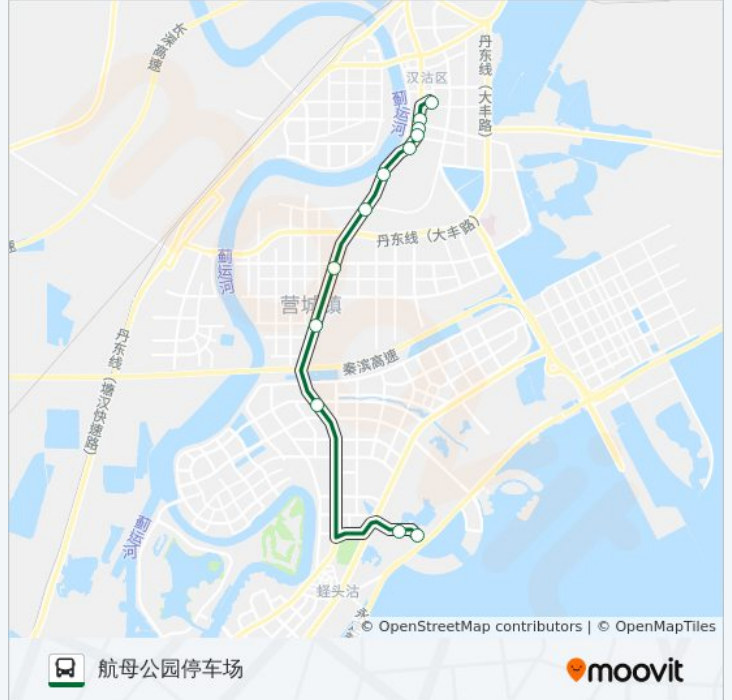 长深高速
丹东线（大丰路）
汉沽区
蓟运河
丹东线（大丰路）
蓟运河
营城镇
秦滨高速
丹东线（塘汉快速路）
蓟运河
蛏头沽
© OpenStreetMap contributors | © OpenMapTiles
航母公园停车场
moovit